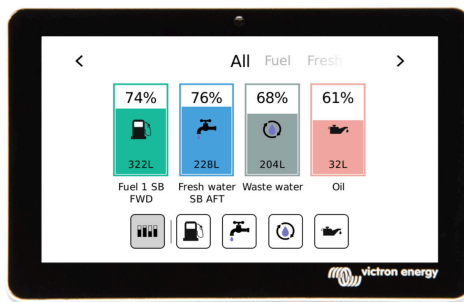 All Fuel Fresh
74% 76% 68% 61%
322L 228L 204L 32L
Fuel 1 SB Fresh water Waste water Oil
FWD SB AFT
victron energy